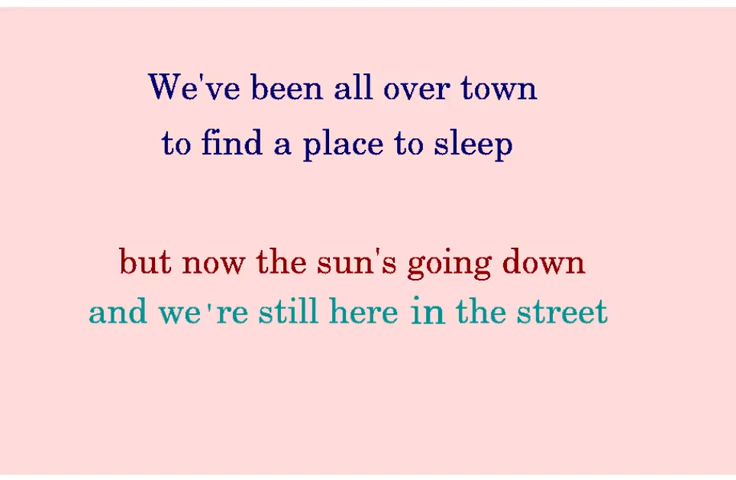 We've been all over town
to find a place to sleep
but now the sun's going down
and we're still here in the street